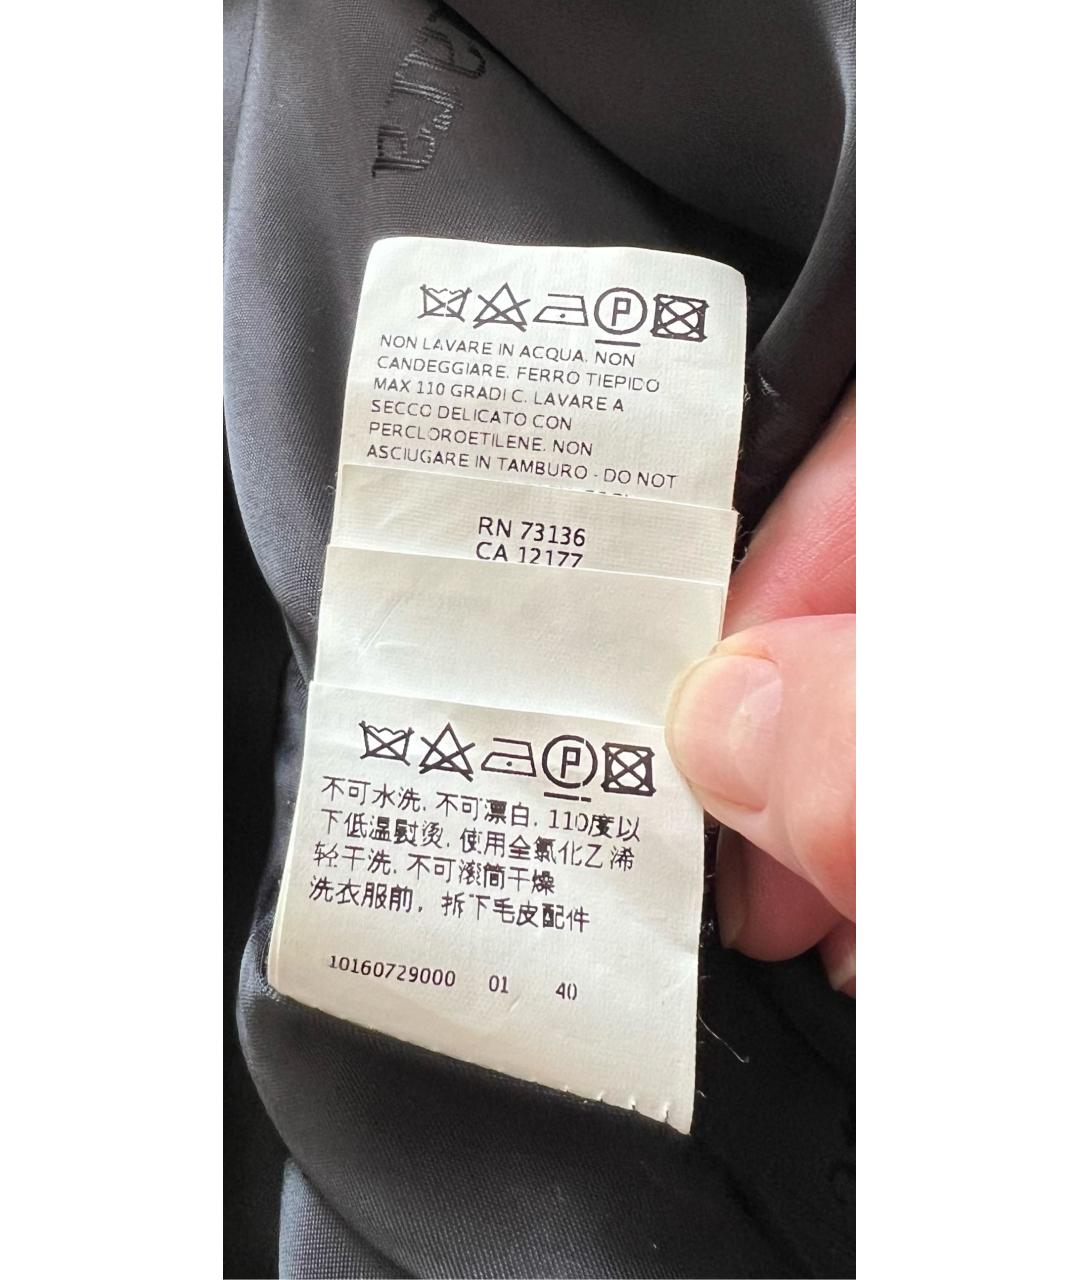 NON LAVARE IN ACQUA. NON
CANDEGGIARE. FERRO TIEPIDO
MAX 110 GRADI C. LAVARE A
SECCO DELICATO CON
PERCLOROETILENE. NON
ASCIUGARE IN TAMBURO - DO NOT
RN 73136
CA 12177
P
P
不可水洗. 不可漂白. 110度以
下低温熨烫. 使用全氯化乙烯
轻干洗. 不可滚筒干燥
洗衣服前，拆下毛皮配件
10160729000 01 40